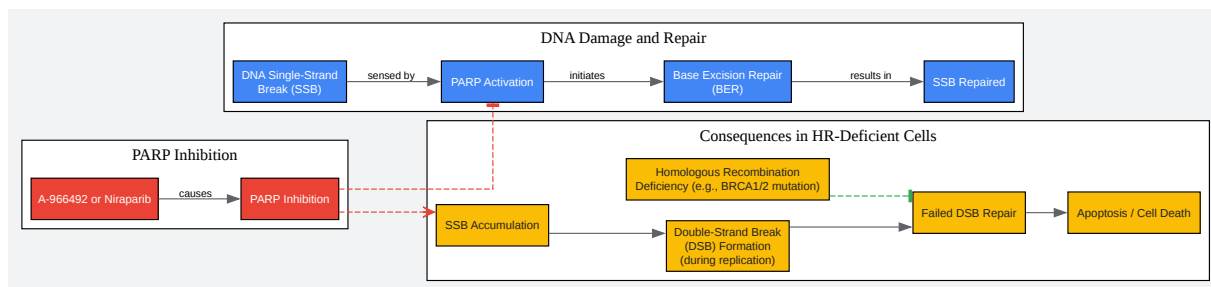 DNA Damage and Repair
DNA Single-Strand
Break (SSB)
sensed by
PARP Activation
initiates
Base Excision Repair
(BER)
results in
SSB Repaired
PARP Inhibition
A-966492 or Niraparib
causes
PARP Inhibition
Consequences in HR-Deficient Cells
Homologous Recombination
Deficiency (e.g., BRCA1/2 mutation)
SSB Accumulation
Double-Strand Break
(DSB) Formation
(during replication)
Failed DSB Repair
Apoptosis / Cell Death